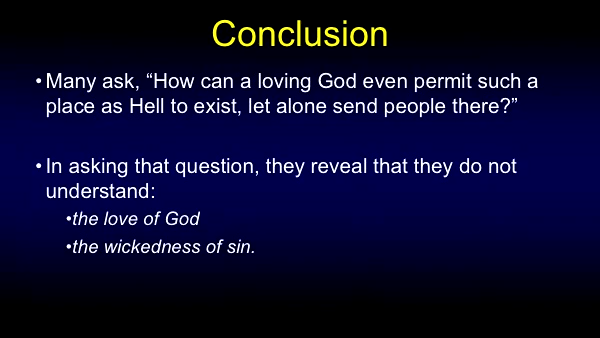 Conclusion
• Many ask, “How can a loving God even permit such a
place as Hell to exist, let alone send people there?”
• In asking that question, they reveal that they do not
understand:
•the love of God
•the wickedness of sin.